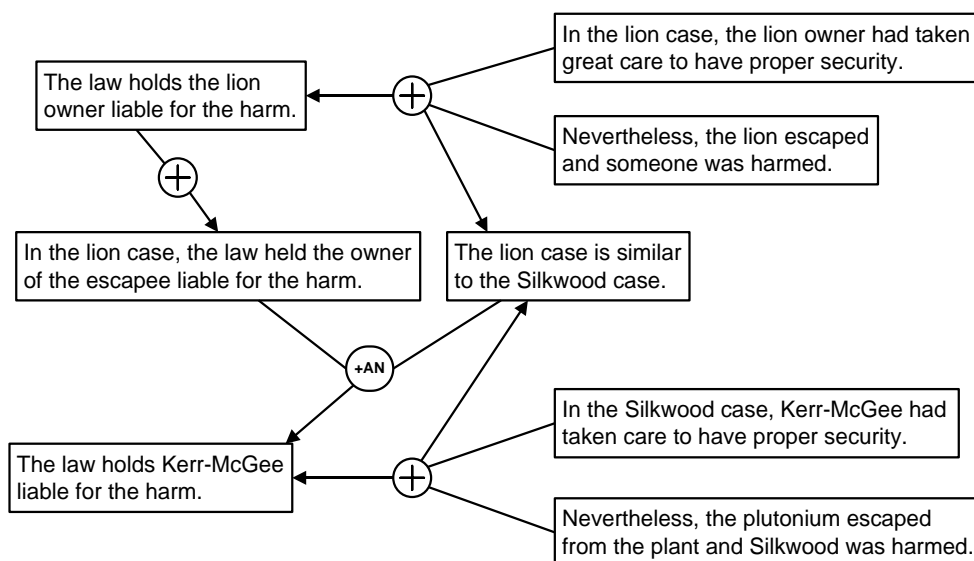 In the lion case, the lion owner had taken
great care to have proper security.
The law holds the lion
owner liable for the harm.
+
Nevertheless, the lion escaped
and someone was harmed.
+
In the lion case, the law held the owner
of the escapee liable for the harm.
The lion case is similar
to the Silkwood case.
+AN
In the Silkwood case, Kerr-McGee had
taken care to have proper security.
The law holds Kerr-McGee
liable for the harm.
+
Nevertheless, the plutonium escaped
from the plant and Silkwood was harmed.